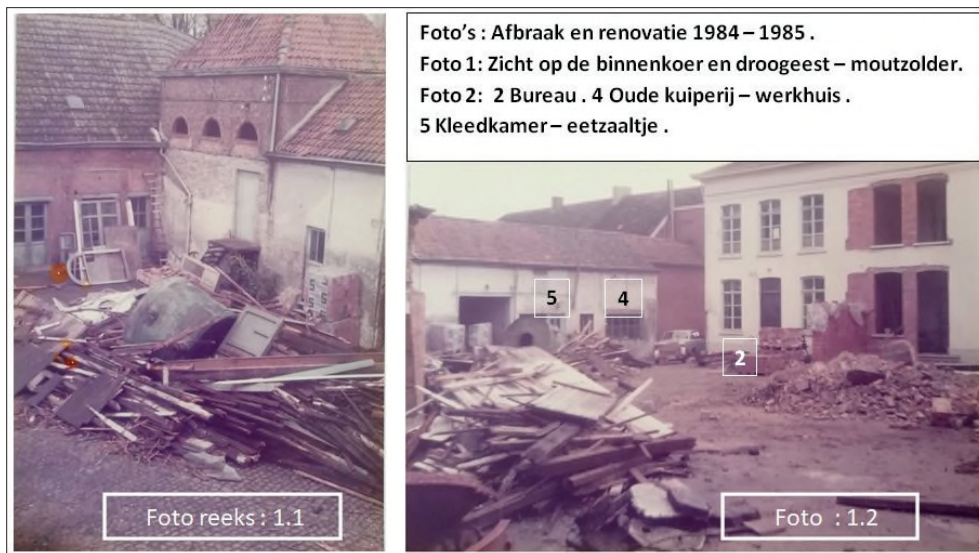 Foto's : Afbraak en renovatie 1984 – 1985 .
Foto 1: Zicht op de binnenkoer en droogeest – moutzolder.
Foto 2:  2 Bureau . 4 Oude kuiperij – werkhuis .
5 Kleedkamer – eetzaaltje .
5
4
2
Foto reeks : 1.1
Foto  : 1.2